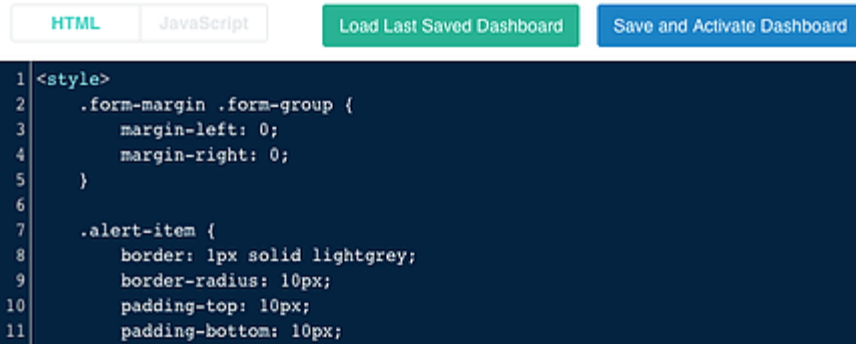 HTML JavaScript Load Last Saved Dashboard Save and Activate Dashboard
1 <style>
2 .form-margin .form-group {
3 margin-left: 0;
4 margin-right: 0;
5 }
6
7 .alert-item {
8 border: 1px solid lightgrey;
9 border-radius: 10px;
10 padding-top: 10px;
11 padding-bottom: 10px;